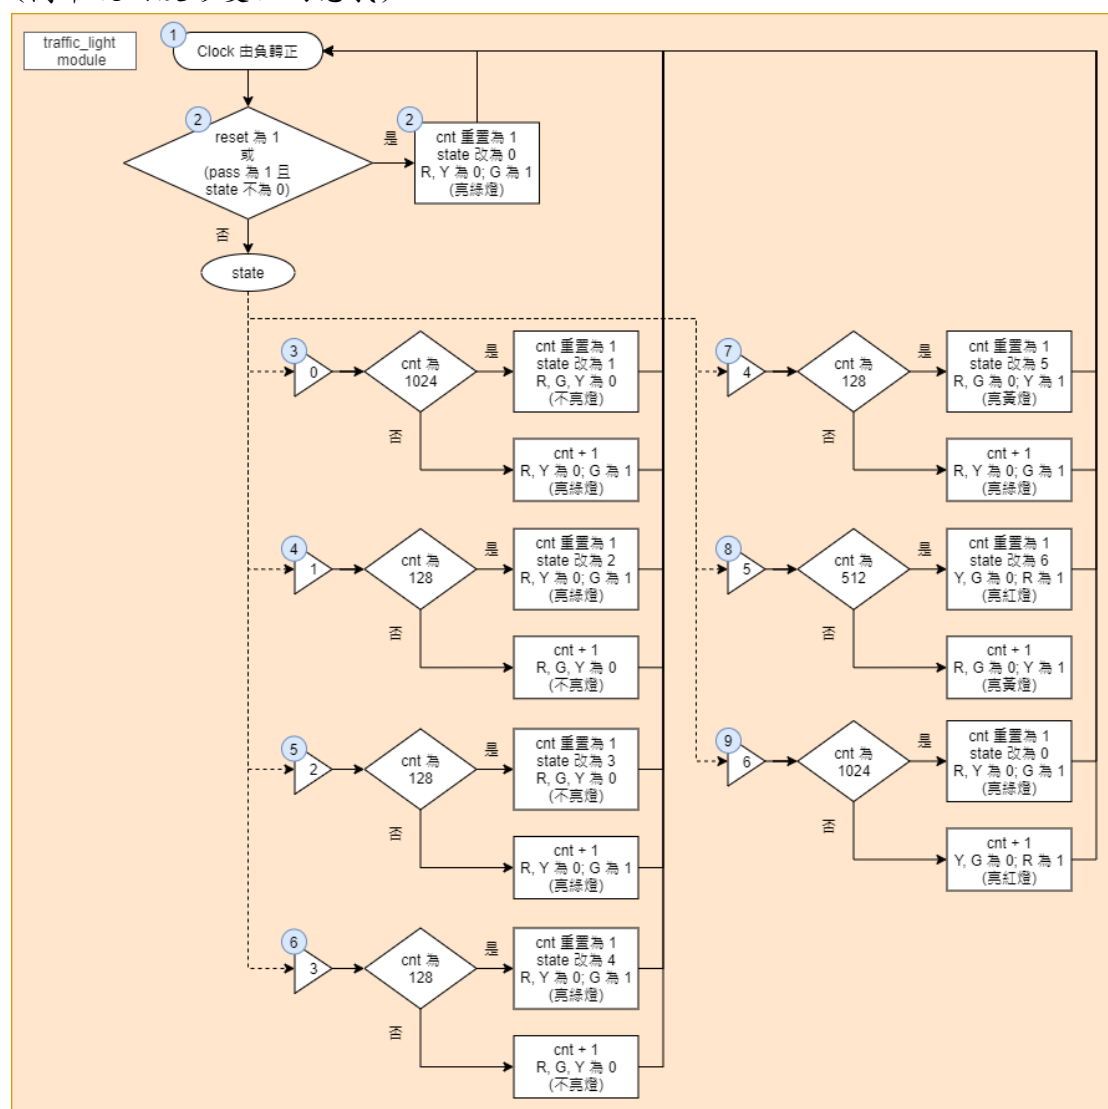 traffic_light
module
1
Clock 由負轉正
2
reset 為 1
或
(pass 為 1 且
state 不為 0)
是
2
cnt 重置為 1
state 改為 0
R, Y 為 0; G 為 1
(亮綠燈)
否
state
3
0
cnt 為
1024
是
cnt 重置為 1
state 改為 1
R, G, Y 為 0
(不亮燈)
否
cnt + 1
R, Y 為 0; G 為 1
(亮綠燈)
4
1
cnt 為
128
是
cnt 重置為 1
state 改為 2
R, Y 為 0; G 為 1
(亮綠燈)
否
cnt + 1
R, G, Y 為 0
(不亮燈)
5
2
cnt 為
128
是
cnt 重置為 1
state 改為 3
R, G, Y 為 0
(不亮燈)
否
cnt + 1
R, Y 為 0; G 為 1
(亮綠燈)
6
3
cnt 為
128
是
cnt 重置為 1
state 改為 4
R, Y 為 0; G 為 1
(亮綠燈)
否
cnt + 1
R, G, Y 為 0
(不亮燈)
7
4
cnt 為
128
是
cnt 重置為 1
state 改為 5
R, G 為 0; Y 為 1
(亮黃燈)
否
cnt + 1
R, Y 為 0; G 為 1
(亮綠燈)
8
5
cnt 為
512
是
cnt 重置為 1
state 改為 6
Y, G 為 0; R 為 1
(亮紅燈)
否
cnt + 1
R, G 為 0; Y 為 1
(亮黃燈)
9
6
cnt 為
1024
是
cnt 重置為 1
state 改為 0
R, Y 為 0; G 為 1
(亮綠燈)
否
cnt + 1
Y, G 為 0; R 為 1
(亮紅燈)